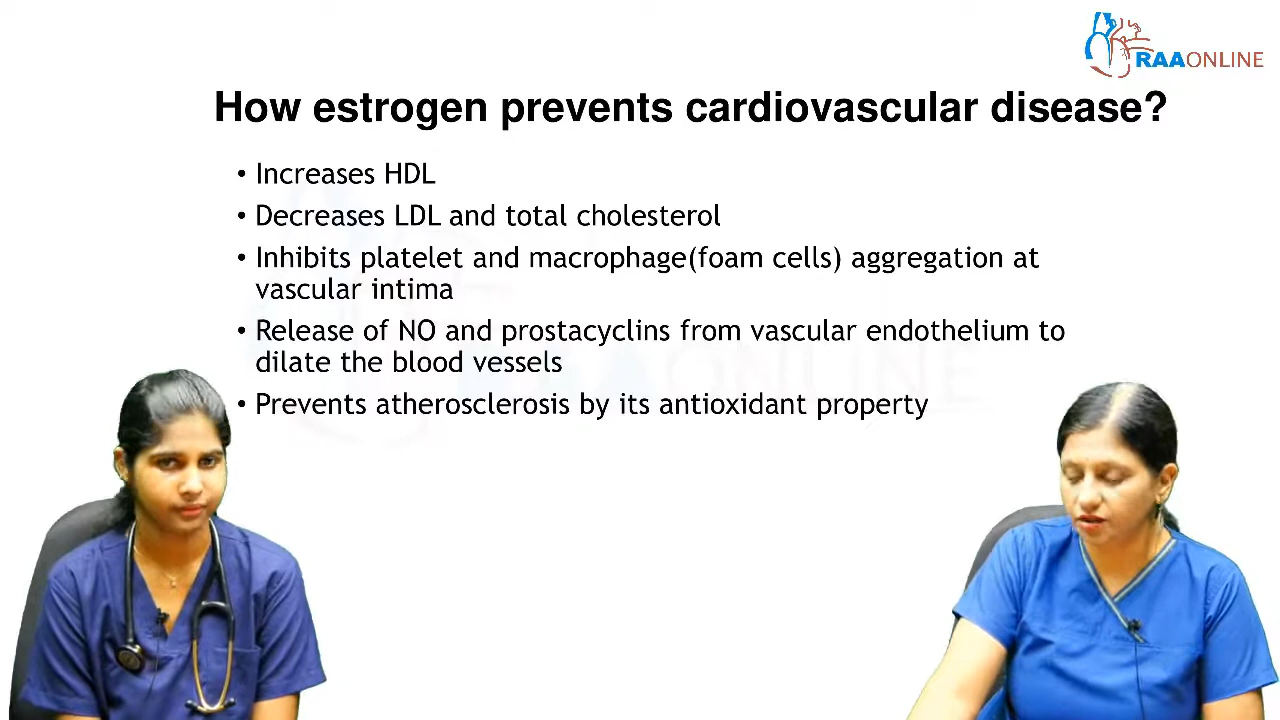 RAAONLINE
How estrogen prevents cardiovascular disease?
• Increases HDL
• Decreases LDL and total cholesterol
• Inhibits platelet and macrophage(foam cells) aggregation at
vascular intima
• Release of NO and prostacyclins from vascular endothelium to
dilate the blood vessels
• Prevents atherosclerosis by its antioxidant property